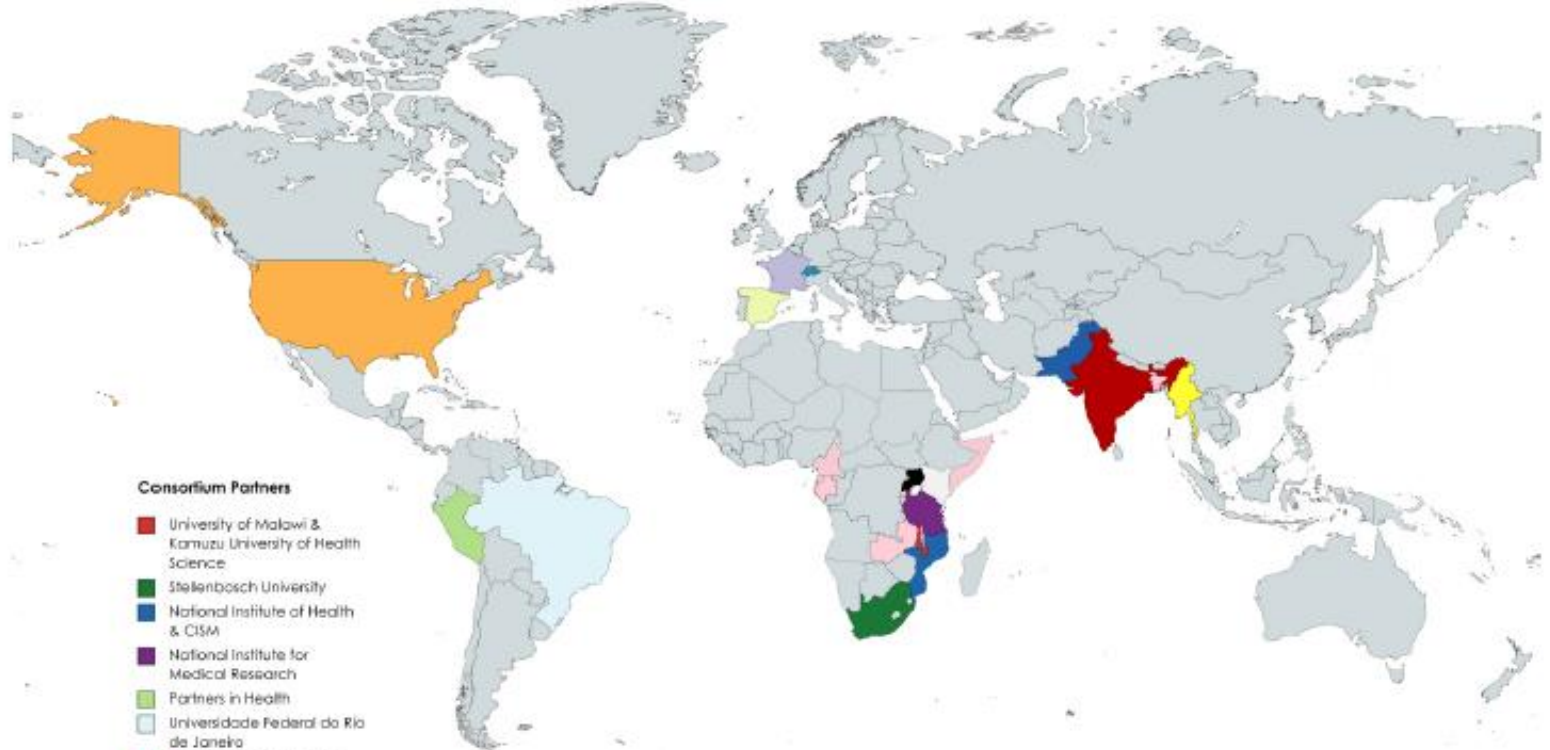 Consortium Partners
University of Malawi &
Kamuzu University of Health
Science
Stellenbosch University
National Institute of Health
& CISM
National Institute for
Medical Research
Partners in Health
Universidade Federal do Rio
de Janeiro